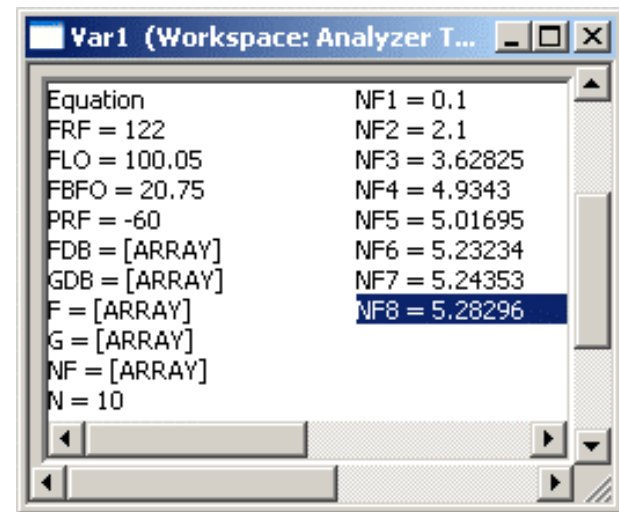 Var1 (Workspace: Analyzer T...
Equation
FRF = 122
FLO = 100.05
FBFO = 20.75
PRF = -60
FDB = [ARRAY]
GDB = [ARRAY]
F = [ARRAY]
G = [ARRAY]
NF = [ARRAY]
N = 10
NF1 = 0.1
NF2 = 2.1
NF3 = 3.62825
NF4 = 4.9343
NF5 = 5.01695
NF6 = 5.23234
NF7 = 5.24353
NF8 = 5.28296